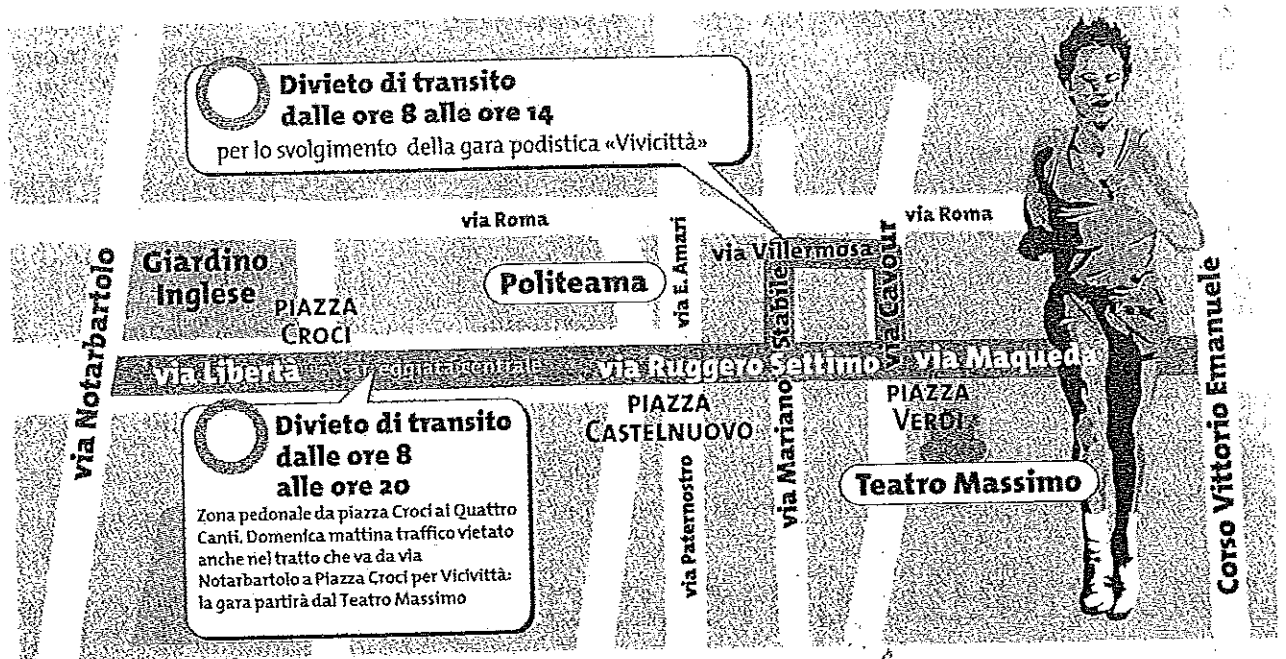 Divieto di transito
dalle ore 8 alle ore 14
per lo svolgimento della gara podistica «Vivicittà»
via Roma
via Roma
via Notarbartolo
Giardino
Inglese
PIAZZA
CROCI
Politeama
via E. Amari
via Villermosa
via Mariano stabile
via Cavour
via Libertà
carreggiata centrale
via Ruggero Settimo
via Maqueda
Corso Vittorio Emanuele
PIAZZA
CASTELNUOVO
PIAZZA
VERDI
via Paternostro
Teatro Massimo
Divieto di transito
dalle ore 8
alle ore 20
Zona pedonale da piazza Croci ai Quattro
Canti. Domenica mattina traffico vietato
anche nel tratto che va da via
Notarbartolo a Piazza Croci per Vicivittà:
la gara partirà dal Teatro Massimo